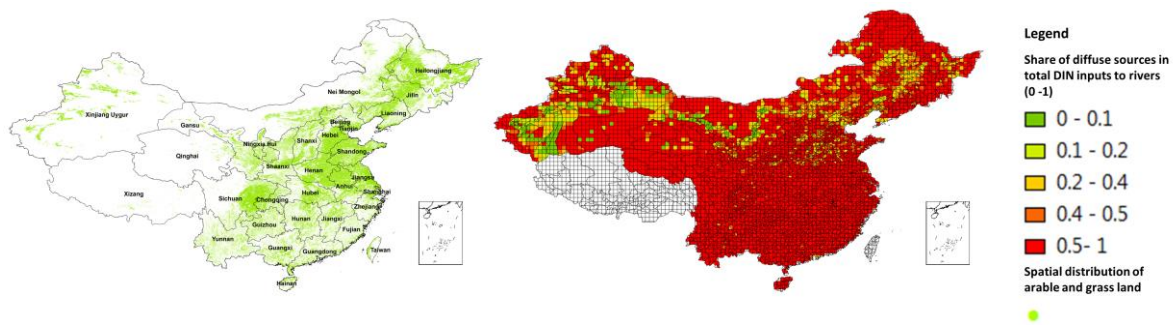 Heilongjiang
Nei Mongol
Jilin
Xinjiang Uygur
Liaoning
Gansu
Beijing
Tianjin
Hebei
Ningxia Hui
Shanxi
Shandong
Qinghai
Shaanxi
Henan
Jiangsu
Anhui
Xizang
Hubei
Shanghai
Sichuan
Chongqing
Zhejiang
Hunan
Jiangxi
Guizhou
Fujian
Yunnan
Guangxi
Guangdong
Taiwan
Hainan
Legend
Share of diffuse sources in
total DIN inputs to rivers
(0 -1)
0 - 0.1
0.1 - 0.2
0.2 - 0.4
0.4 - 0.5
0.5- 1
Spatial distribution of
arable and grass land